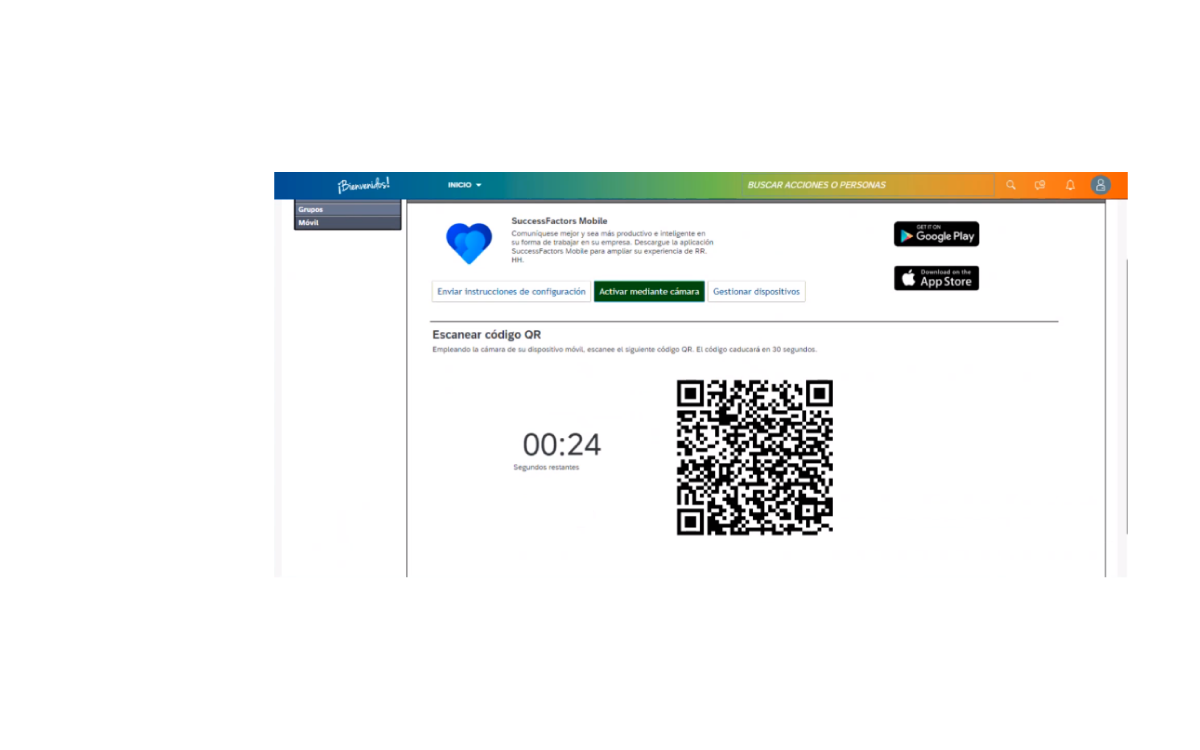 ¡Bienvenidos!
INICIO
BUSCAR ACCIONES O PERSONAS
Grupos
Móvil
SuccessFactors Mobile
Comuníquese mejor y sea más productivo e inteligente en
su forma de trabajar en su empresa. Descargue la aplicación
SuccessFactors Mobile para ampliar su experiencia de RR.
HH.
GET IT ON
Google Play
Download on the
App Store
Enviar instrucciones de configuración
Activar mediante cámara
Gestionar dispositivos
Escanear código QR
Empleando la cámara de su dispositivo móvil, escanee el siguiente código QR. El código caducará en 30 segundos.
00:24
Segundos restantes